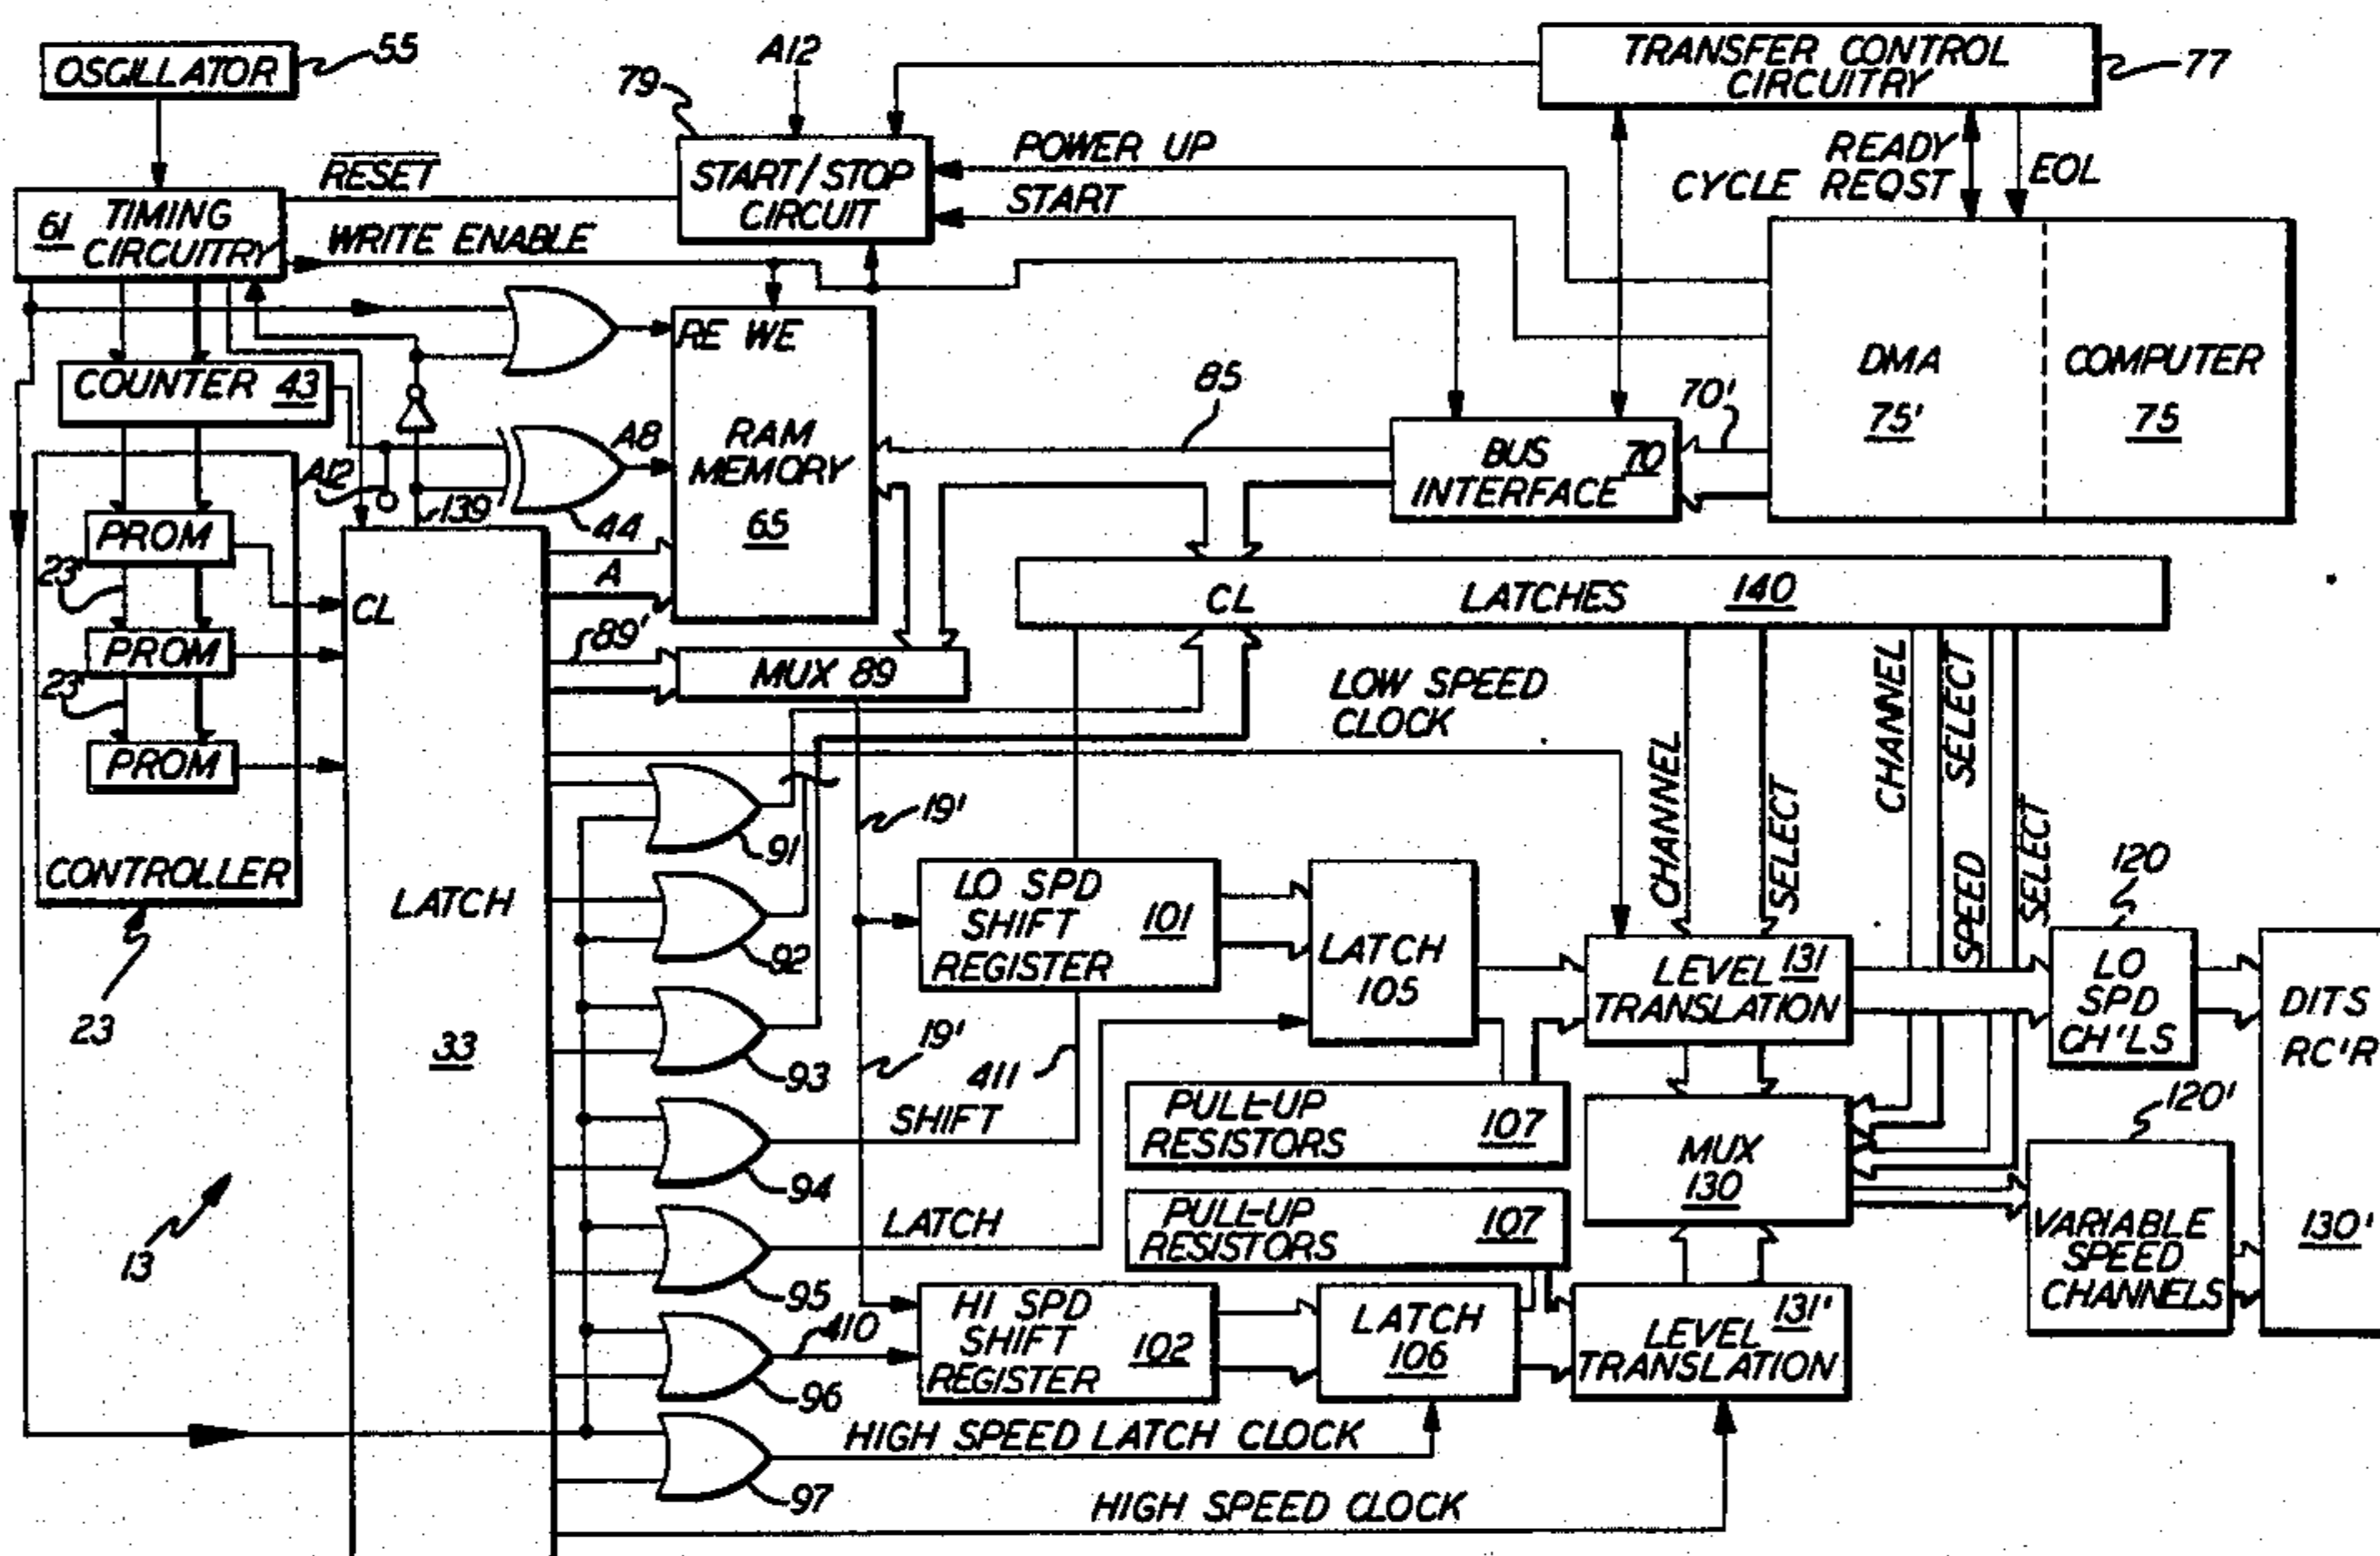 OSCILLATOR
55
A12
79
TRANSFER CONTROL
CIRCUITRY
77
RESET
START/STOP
CIRCUIT
POWER UP
START
READY
CYCLE REQST
EOL
61 TIMING
CIRCUITRY
WRITE ENABLE
RE WE
COUNTER 43
A8
RAM
MEMORY
65
85
70'
DMA
75'
COMPUTER
75
BUS
INTERFACE 70
A12
139
44
PROM
23'
PROM
23'
PROM
CONTROLLER
23
CL
LATCH
33
A
89'
MUX 89
CL
LATCHES 140
LOW SPEED
CLOCK
CHANNEL
SELECT
CHANNEL
SELECT
SPEED
SELECT
91
92
93
94
95
96
97
19'
19'
LO SPD
SHIFT
REGISTER
101
LATCH
105
LEVEL 131
TRANSLATION
120
LO
SPD
CH'LS
DITS
RC'R
130'
411
SHIFT
PULL-UP
RESISTORS
107
MUX
130
120'
VARIABLE
SPEED
CHANNELS
LATCH
PULL-UP
RESISTORS
107
13
410
HI SPD
SHIFT
REGISTER
102
LATCH
106
131'
LEVEL
TRANSLATION
HIGH SPEED LATCH CLOCK
HIGH SPEED CLOCK